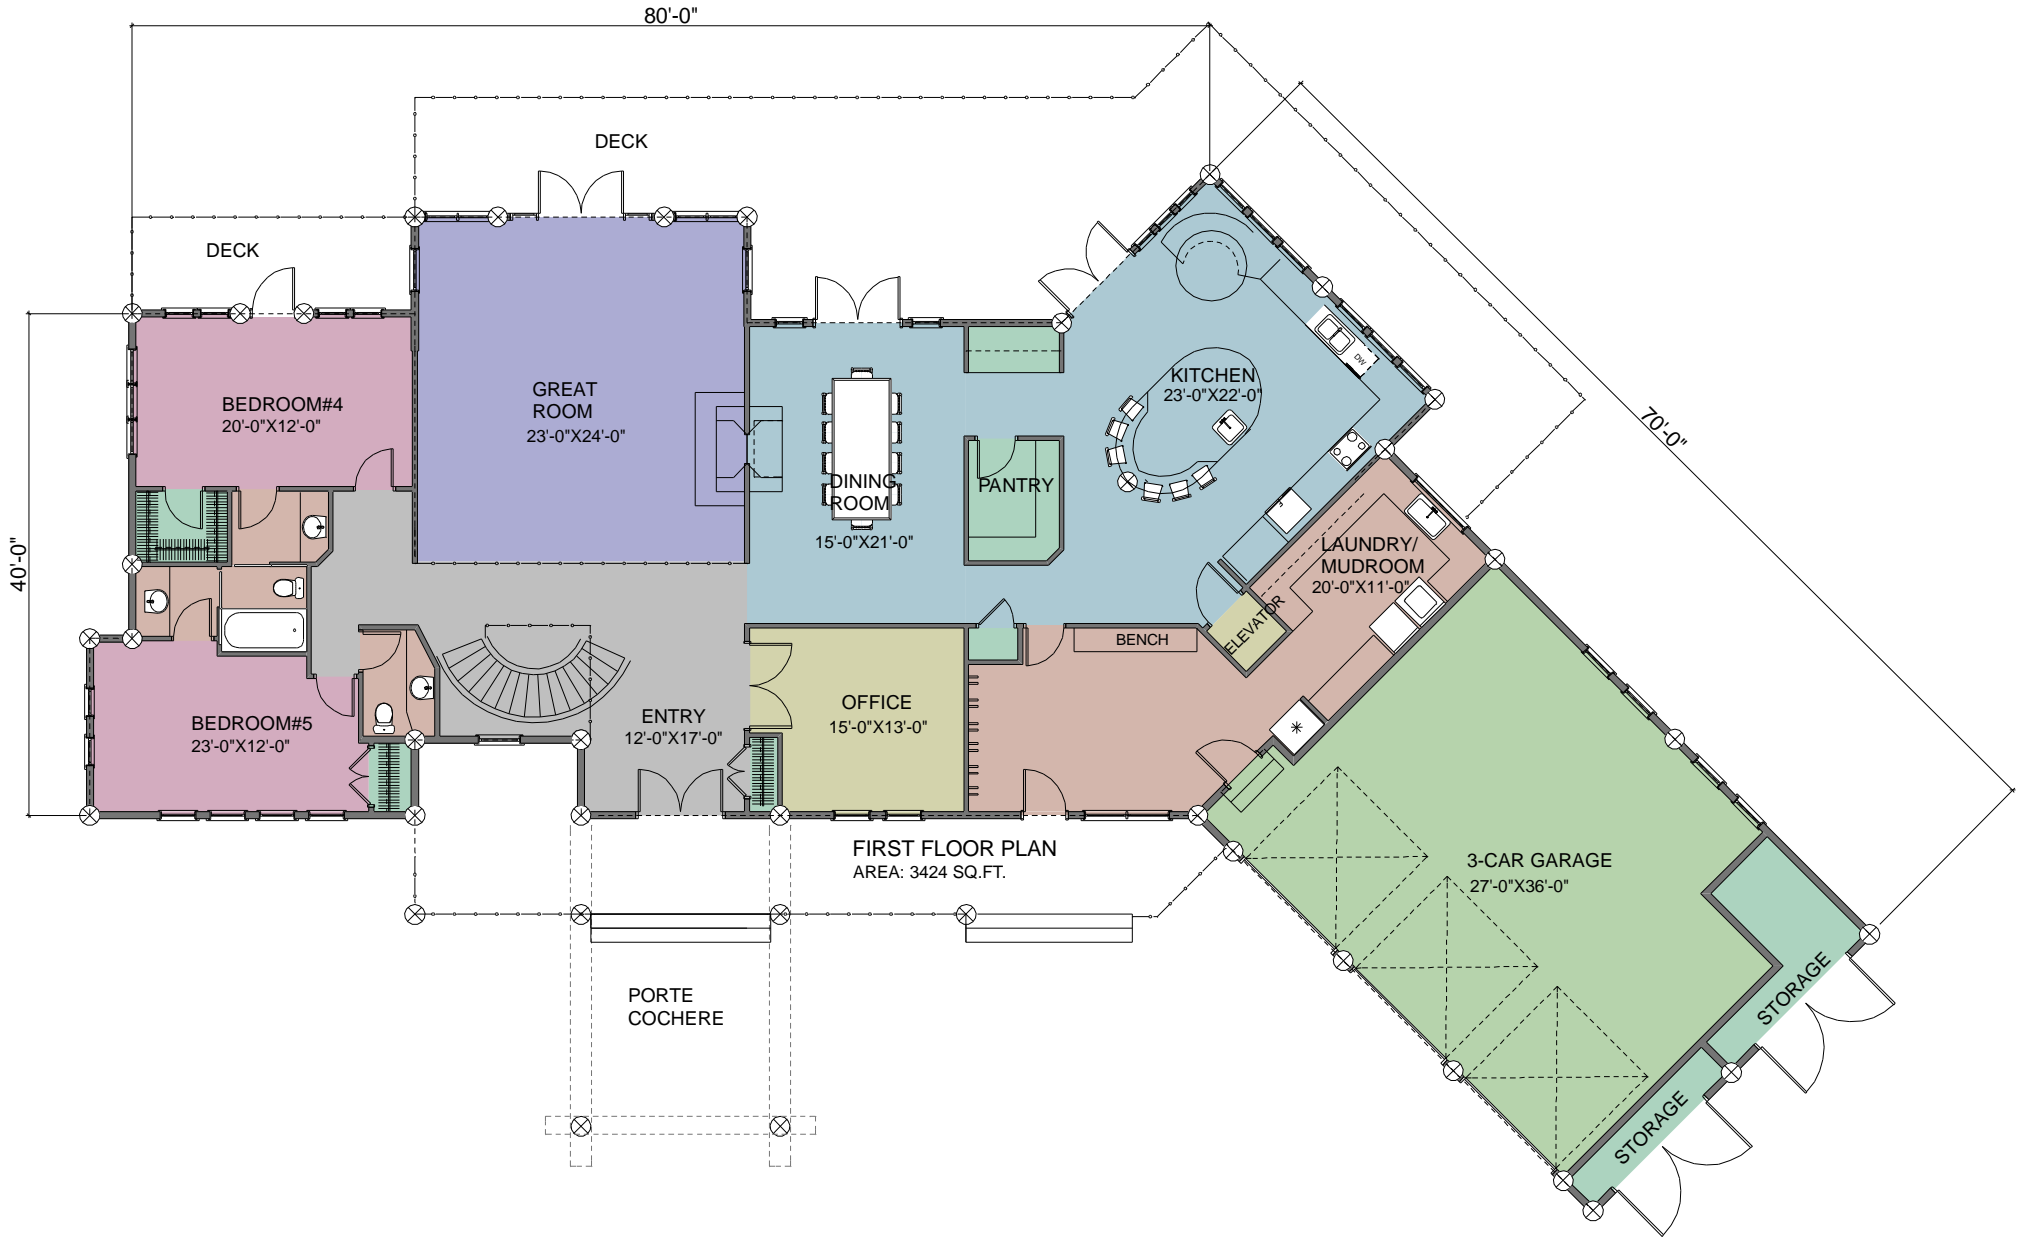 80'-0"
DECK
DECK
GREAT
ROOM
23'-0"X24'-0"
BEDROOM#4
20'-0"X12'-0"
KITCHEN
23'-0"X22'-0"
DW
70'-0"
DINING
ROOM
15'-0"X21'-0"
PANTRY
LAUNDRY/
MUDROOM
20'-0"X11'-0"
40'-0"
ELEVATOR
BENCH
BEDROOM#5
23'-0"X12'-0"
ENTRY
12'-0"X17'-0"
OFFICE
15'-0"X13'-0"
FIRST FLOOR PLAN
AREA: 3424 SQ.FT.
3-CAR GARAGE
27'-0"X36'-0"
STORAGE
STORAGE
PORTE
COCHERE